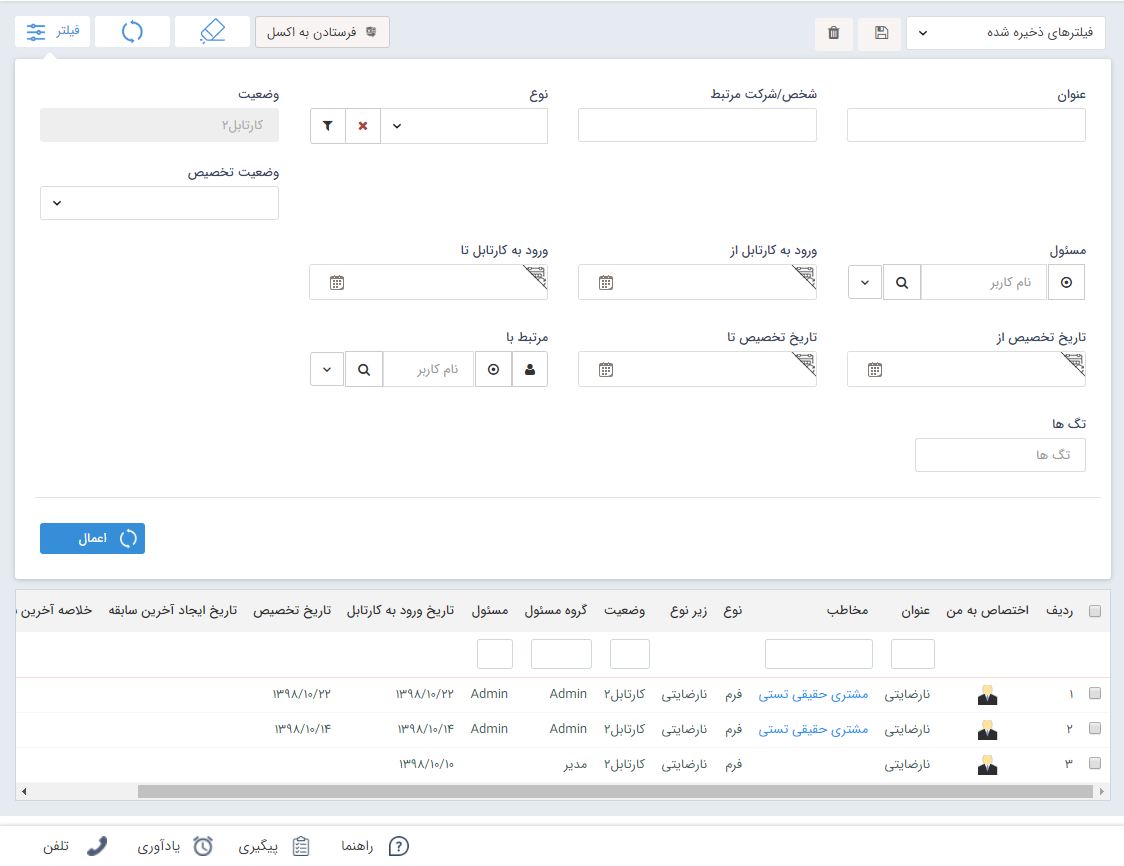 فیلترهای ذخیره شده فرستادن به اکسل فیلتر
عنوان شخص/شرکت مرتبط نوع وضعیت
کارتابل۲
وضعیت تخصیص
مسئول ورود به کارتابل از ورود به کارتابل تا
نام کاربر
تاریخ تخصیص از تاریخ تخصیص تا مرتبط با
نام کاربر
تگ ها
تگ ها
اعمال
ردیف اختصاص به من عنوان مخاطب نوع زیر نوع وضعیت گروه مسئول مسئول تاریخ ورود به کارتابل تاریخ تخصیص تاریخ ایجاد آخرین سابقه خلاصه آخرین
۱ نارضایتی مشتری حقیقی تستی فرم نارضایتی کارتابل۲ Admin Admin ۱۳۹۸/۱۰/۲۲ ۱۳۹۸/۱۰/۲۲
۲ نارضایتی مشتری حقیقی تستی فرم نارضایتی کارتابل۲ Admin Admin ۱۳۹۸/۱۰/۱۴ ۱۳۹۸/۱۰/۱۴
۳ نارضایتی فرم نارضایتی کارتابل۲ مدیر ۱۳۹۸/۱۰/۱۰
راهنما پیگیری یادآوری تلفن